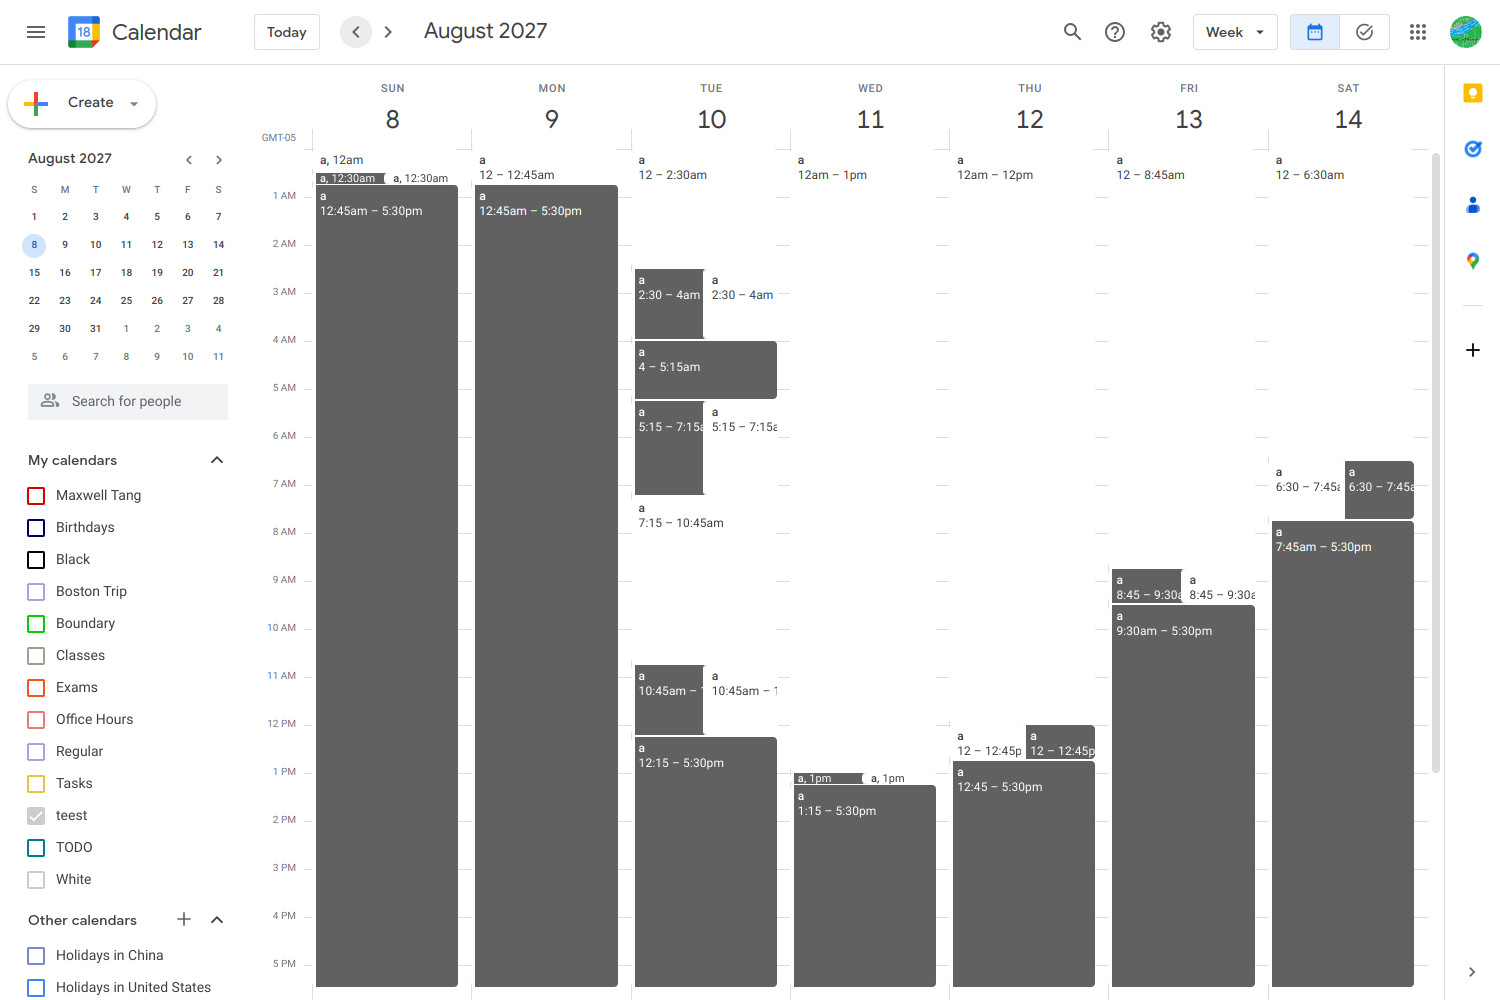 18 Calendar
Today
August 2027
Week
Create
August 2027
S M T W T F S
1 2 3 4 5 6 7
8 9 10 11 12 13 14
15 16 17 18 19 20 21
22 23 24 25 26 27 28
29 30 31 1 2 3 4
5 6 7 8 9 10 11
Search for people
My calendars
Maxwell Tang
Birthdays
Black
Boston Trip
Boundary
Classes
Exams
Office Hours
Regular
Tasks
teest
TODO
White
Other calendars
Holidays in China
Holidays in United States
GMT-05
1 AM
2 AM
3 AM
4 AM
5 AM
6 AM
7 AM
8 AM
9 AM
10 AM
11 AM
12 PM
1 PM
2 PM
3 PM
4 PM
5 PM
SUN
8
a, 12am
a, 12:30am
a, 12:30am
a
12:45am – 5:30pm
MON
9
a
12 – 12:45am
a
12:45am – 5:30pm
TUE
10
a
12 – 2:30am
a
2:30 – 4am
a
2:30 – 4am
a
4 – 5:15am
a
5:15 – 7:15a
a
5:15 – 7:15a
a
7:15 – 10:45am
a
10:45am – 1
a
10:45am – 1
a
12:15 – 5:30pm
WED
11
a
12am – 1pm
a, 1pm
a, 1pm
a
1:15 – 5:30pm
THU
12
a
12am – 12pm
a
12 – 12:45p
a
12 – 12:45p
a
12:45 – 5:30pm
FRI
13
a
12 – 8:45am
a
8:45 – 9:30a
a
8:45 – 9:30a
a
9:30am – 5:30pm
SAT
14
a
12 – 6:30am
a
6:30 – 7:45a
a
6:30 – 7:45a
a
7:45am – 5:30pm